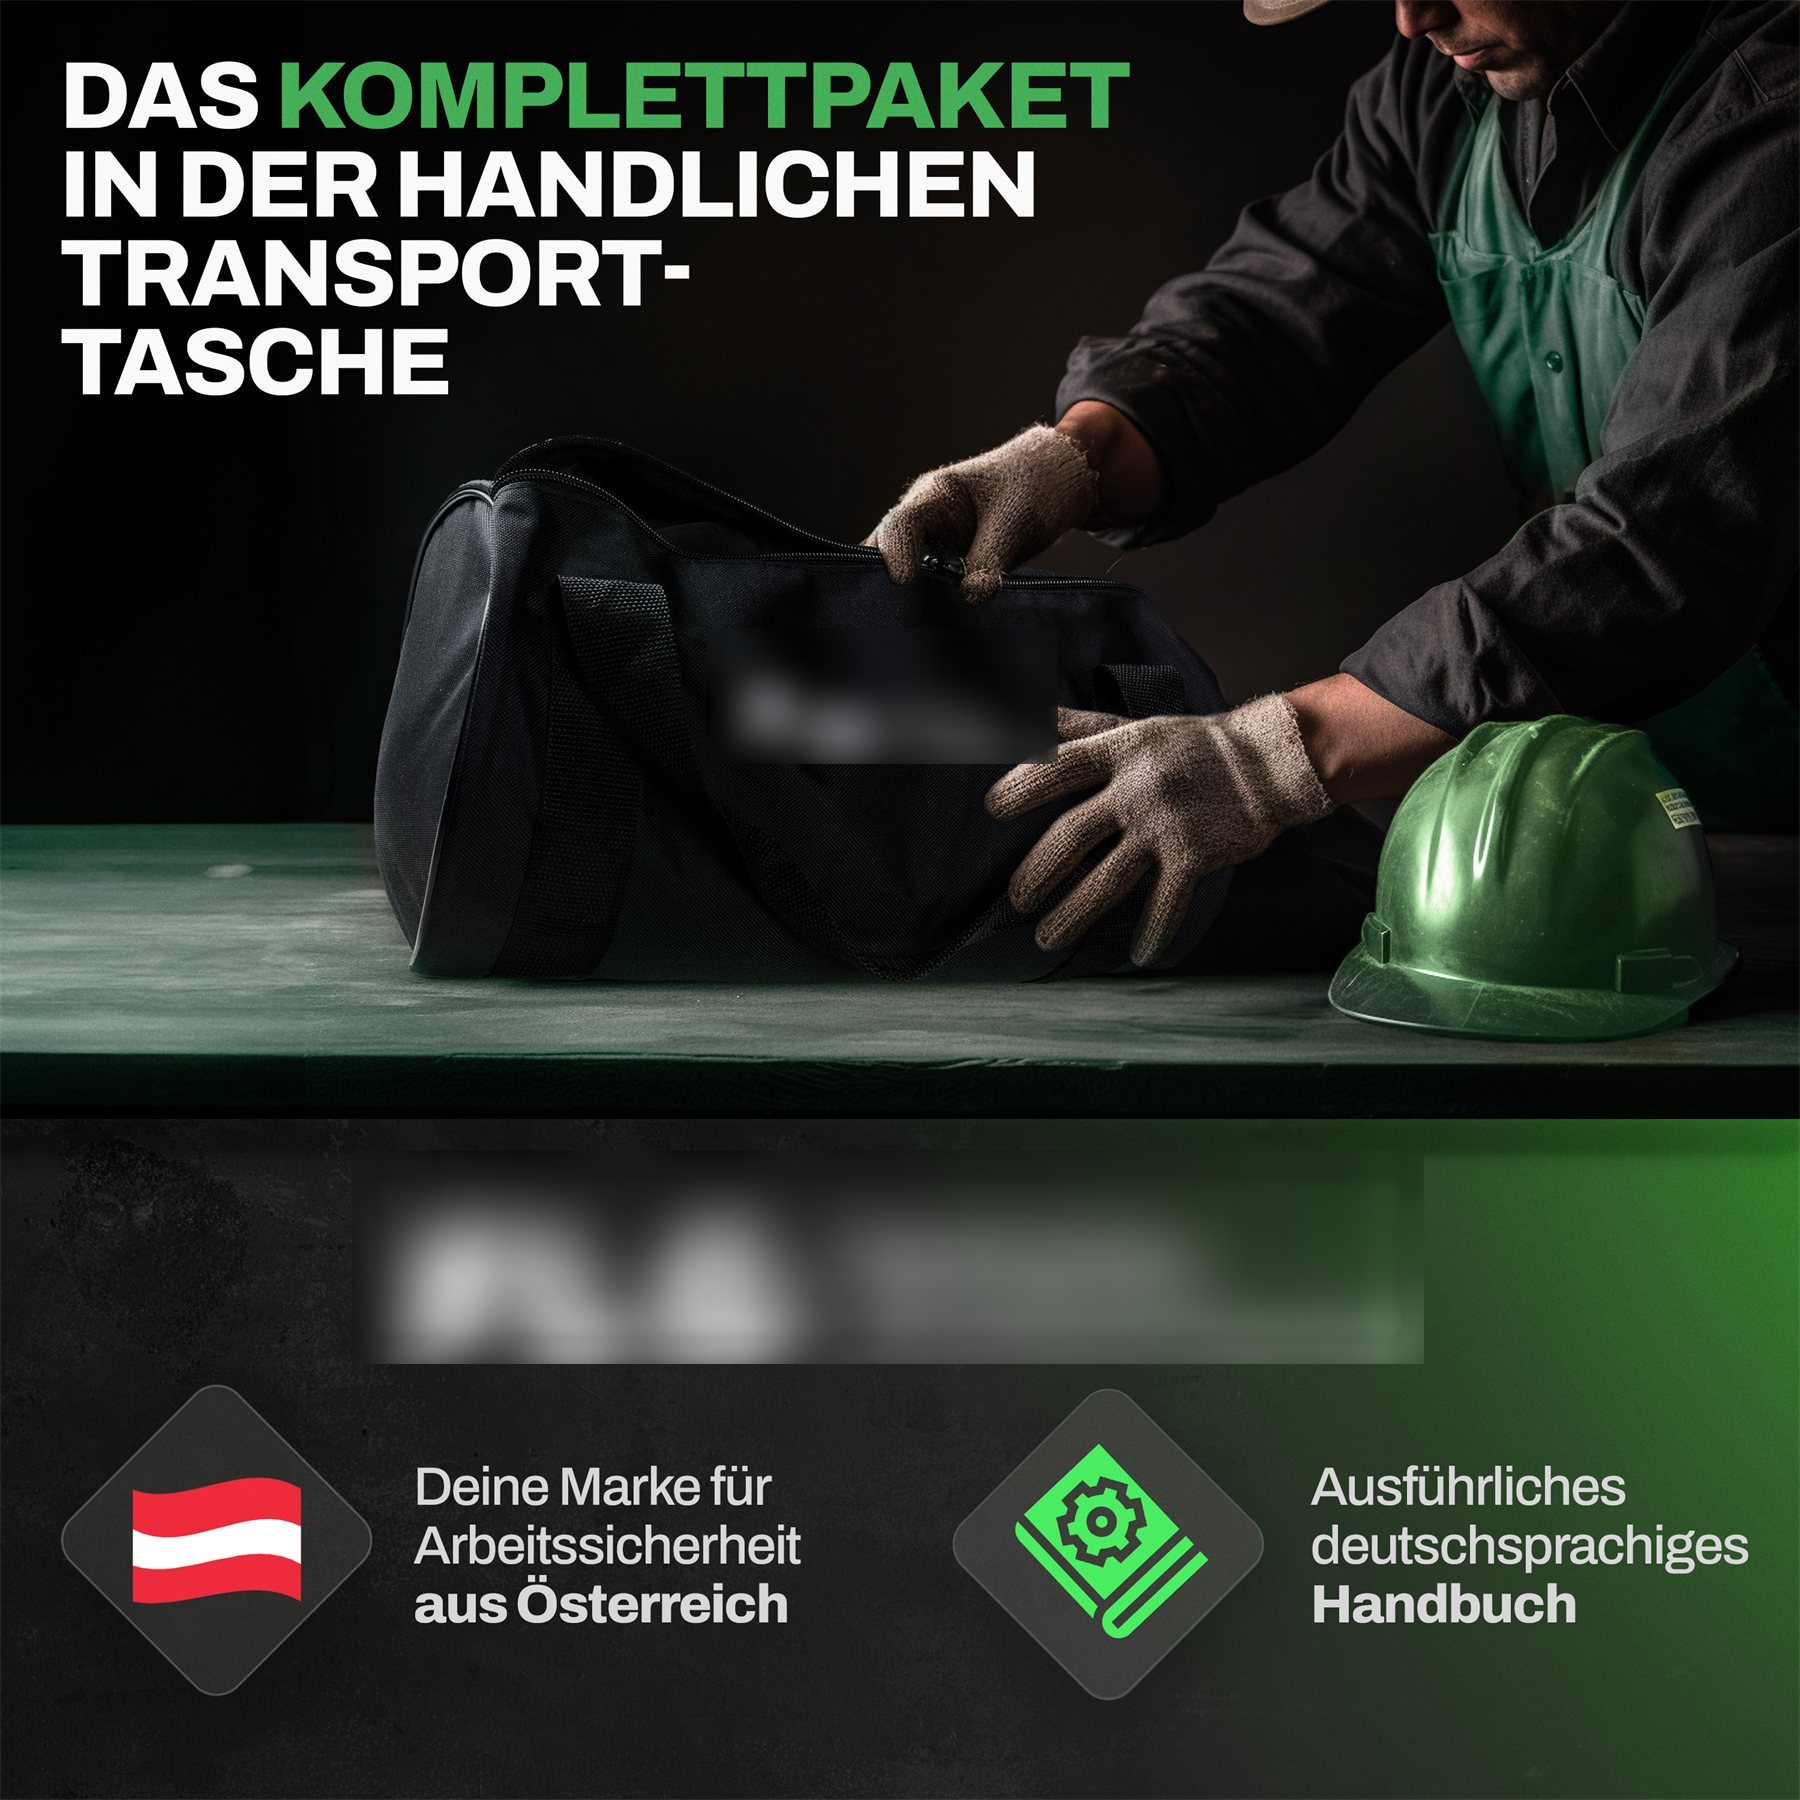 DAS KOMPLETTPAKET
IN DER HANDLICHEN
TRANSPORT-
TASCHE
Deine Marke für
Arbeitssicherheit
aus Österreich
Ausführliches
deutschsprachiges
Handbuch